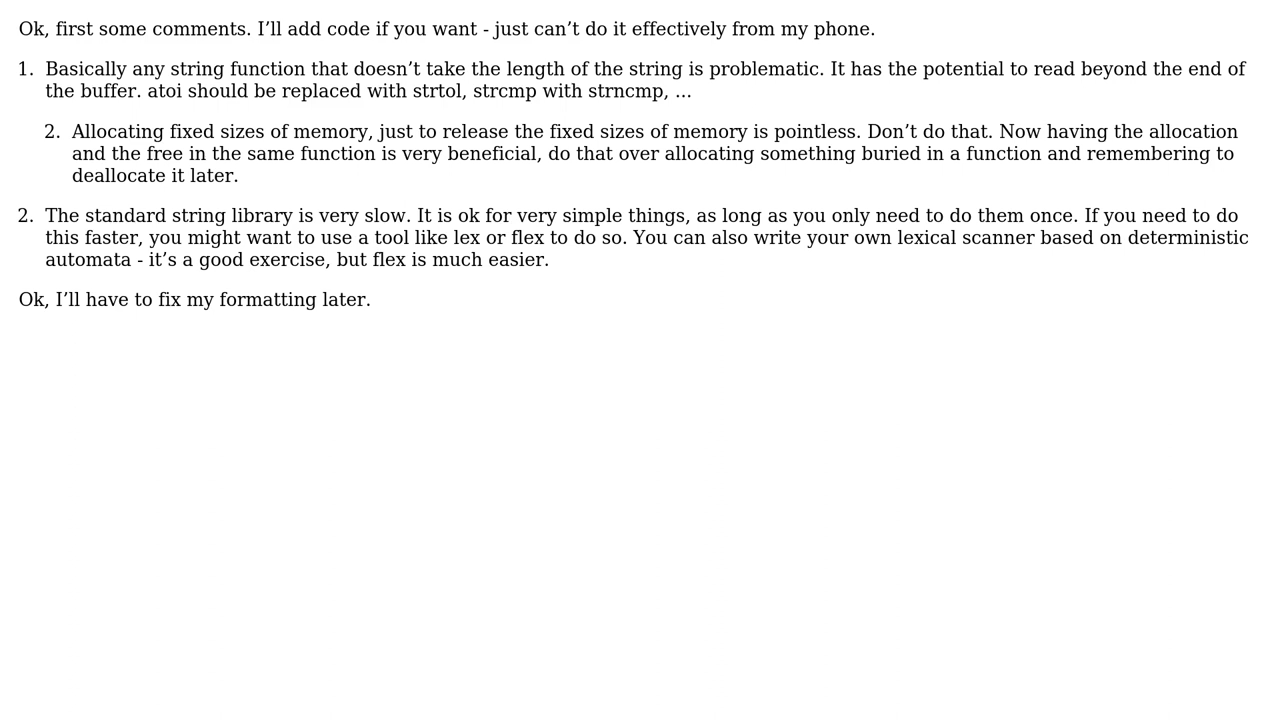 Ok, first some comments. I’ll add code if you want - just can’t do it effectively from my phone.
1. Basically any string function that doesn’t take the length of the string is problematic. It has the potential to read beyond the end of
the buffer. atoi should be replaced with strtol, strcmp with strncmp, ...
2. Allocating fixed sizes of memory, just to release the fixed sizes of memory is pointless. Don’t do that. Now having the allocation
and the free in the same function is very beneficial, do that over allocating something buried in a function and remembering to
deallocate it later.
2. The standard string library is very slow. It is ok for very simple things, as long as you only need to do them once. If you need to do
this faster, you might want to use a tool like lex or flex to do so. You can also write your own lexical scanner based on deterministic
automata - it’s a good exercise, but flex is much easier.
Ok, I’ll have to fix my formatting later.